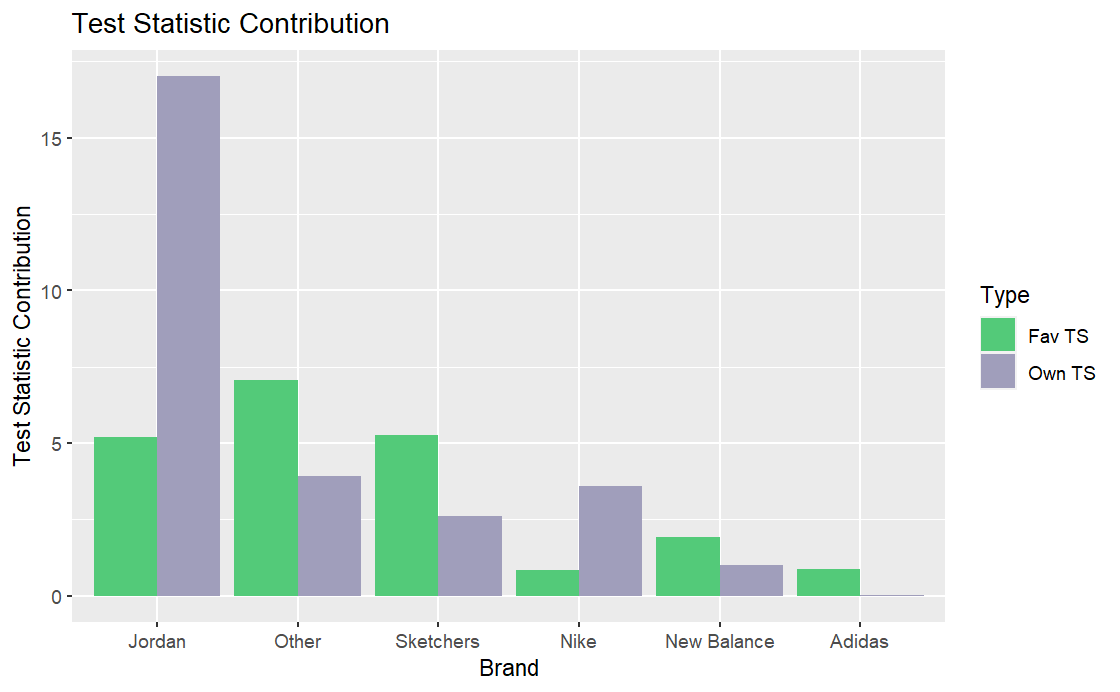 Test Statistic Contribution
Test Statistic Contribution
15
10
5
0
Jordan
Other
Sketchers
Nike
New Balance
Adidas
Brand
Type
Fav TS
Own TS